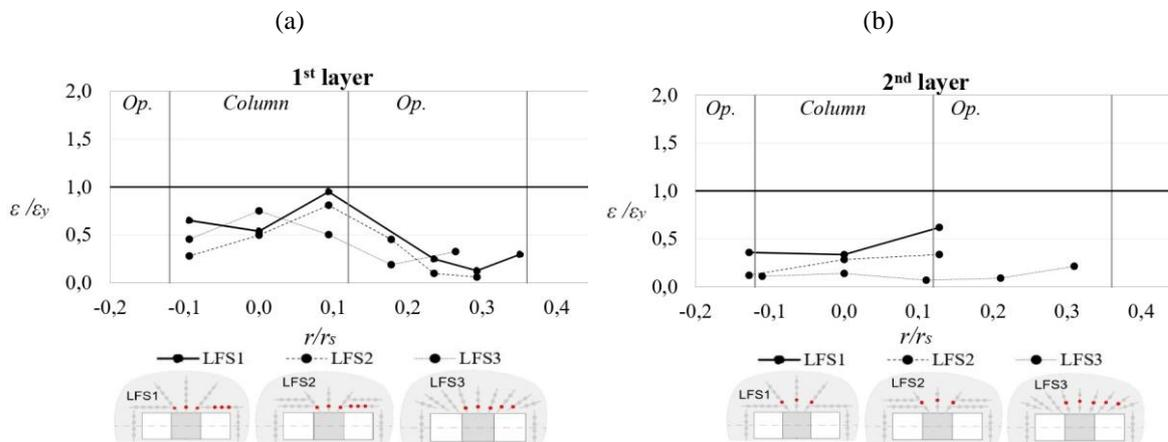 (a)
(b)
1st layer
2,0
Op.
Column
Op.
1,5
1,0
ε /εy
0,5
0,0
-0,2
-0,1
0,0
0,1
0,2
0,3
0,4
r/rs
LFS1
LFS2
LFS3
LFS1
LFS2
LFS3
2nd layer
2,0
Op.
Column
Op.
1,5
1,0
ε /εy
0,5
0,0
-0,2
-0,1
0,0
0,1
0,2
0,3
0,4
r/rs
LFS1
LFS2
LFS3
LFS1
LFS2
LFS3